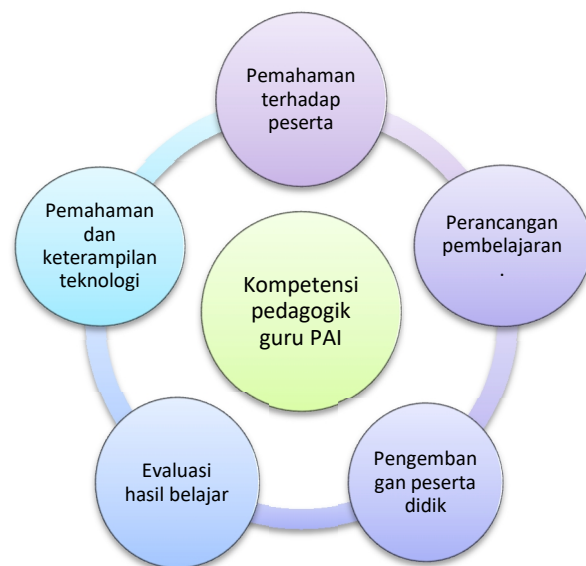 Pemahaman
terhadap
peserta
Perancangan
pembelajaran
.
Pengemban
gan peserta
didik
Evaluasi
hasil belajar
Pemahaman
dan
keterampilan
teknologi
Kompetensi
pedagogik
guru PAI